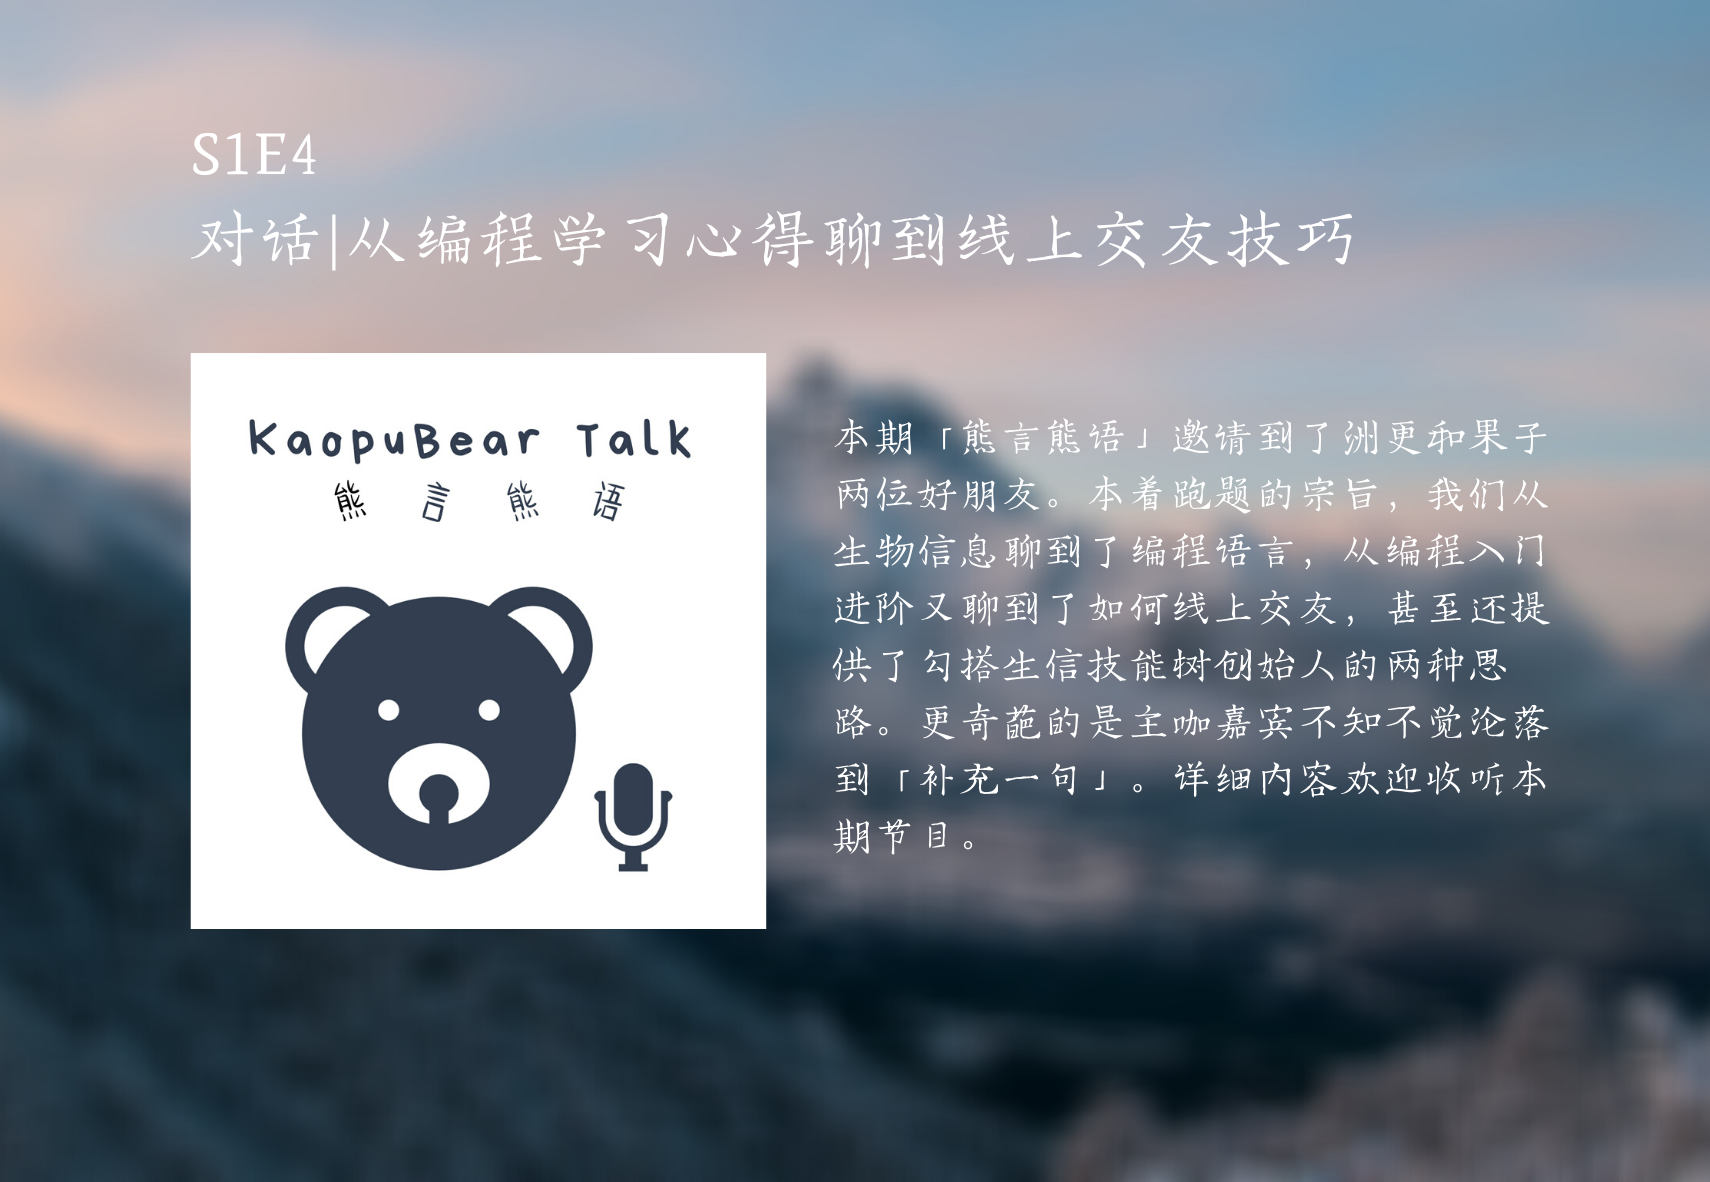 S1E4
对话|从编程学习心得聊到线上交友技巧
KaopuBear Talk
熊言熊语
本期「熊言熊语」邀请到了洲更和果子
两位好朋友。本着跑题的宗旨，我们从
生物信息聊到了编程语言，从编程入门
进阶又聊到了如何线上交友，甚至还提
供了勾搭生信技能树创始人的两种思
路。更奇葩的是主咖嘉宾不知不觉沦落
到「补充一句」。详细内容欢迎收听本
期节目。